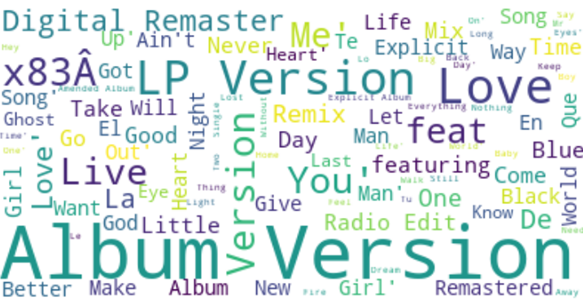 Digital Remaster Me' Life Mix Song Say
On' Mr
Hey Up' Ain't Never Te Explicit Long Way Time Eyes'
x83Â Got Heart' Lo Big Back Day' Keep
LP Version Love
Amended Album Lost Explicit Album Everything Nothing
Song' Take Will Night Single Without Remix Let feat En Que
Ghost El Good Day Man Blue
Time' Go Out' Two Life' World Baby
One' Home Last featuring Come World
Girl Love' Live Heart Version You' Walk Still
Eye Thing Man' Tu One Black
Want La Light Give Feel Know De Need
God Little Radio Edit
Le
Album Version
Dream
Better Make Album New Fire Girl' Remastered Away